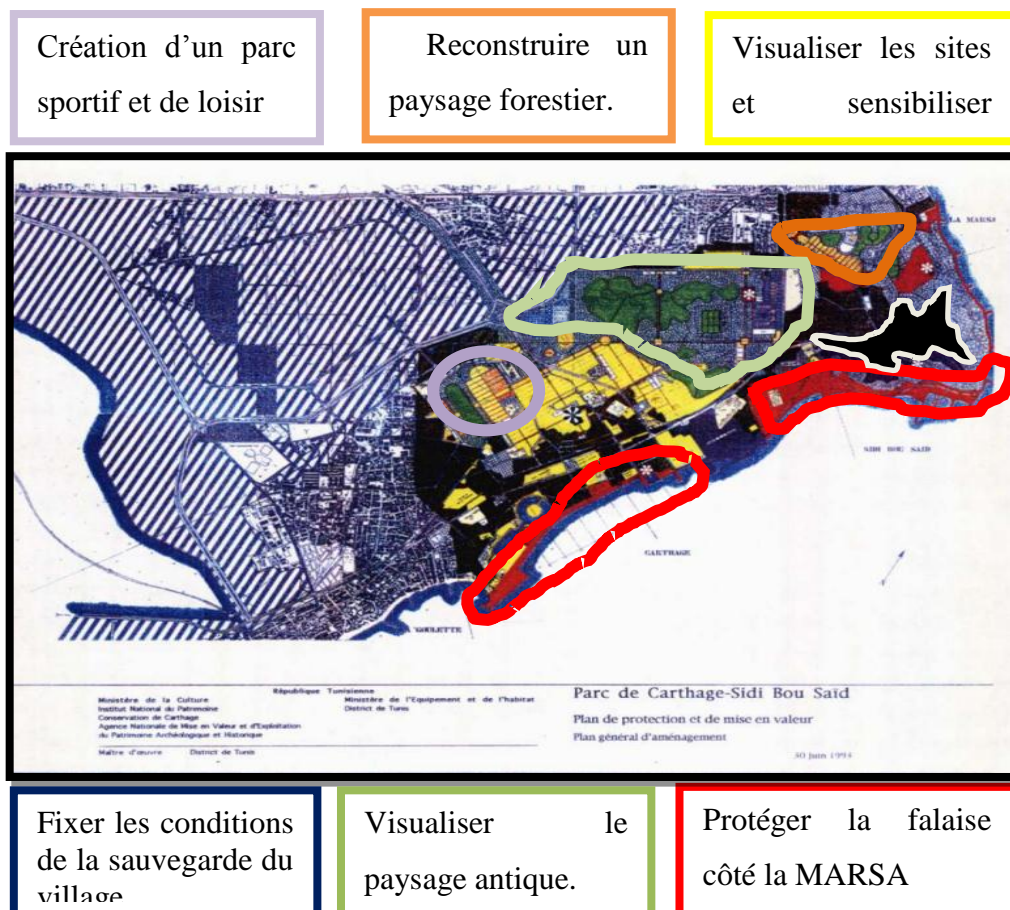 Création d’un parc
sportif et de loisir
Reconstruire un
paysage forestier.
Visualiser les sites
et sensibiliser
LA MARSA
SIDI BOU SAID
CARTHAGE
GOULETTE
République Tunisienne
Ministère de la Culture
Institut National du Patrimoine
Conservation de Carthage
Agence Nationale de Mise en Valeur et d'Exploitation
du Patrimoine Archéologique et Historique
Ministère de l'Equipement et de l'habitat
District de Tunis
Maître d'œuvre District de Tunis
Parc de Carthage-Sidi Bou Saïd
Plan de protection et de mise en valeur
Plan général d'aménagement
30 juin 1993
Fixer les conditions
de la sauvegarde du
village
Visualiser le
paysage antique.
Protéger la falaise
côté la MARSA